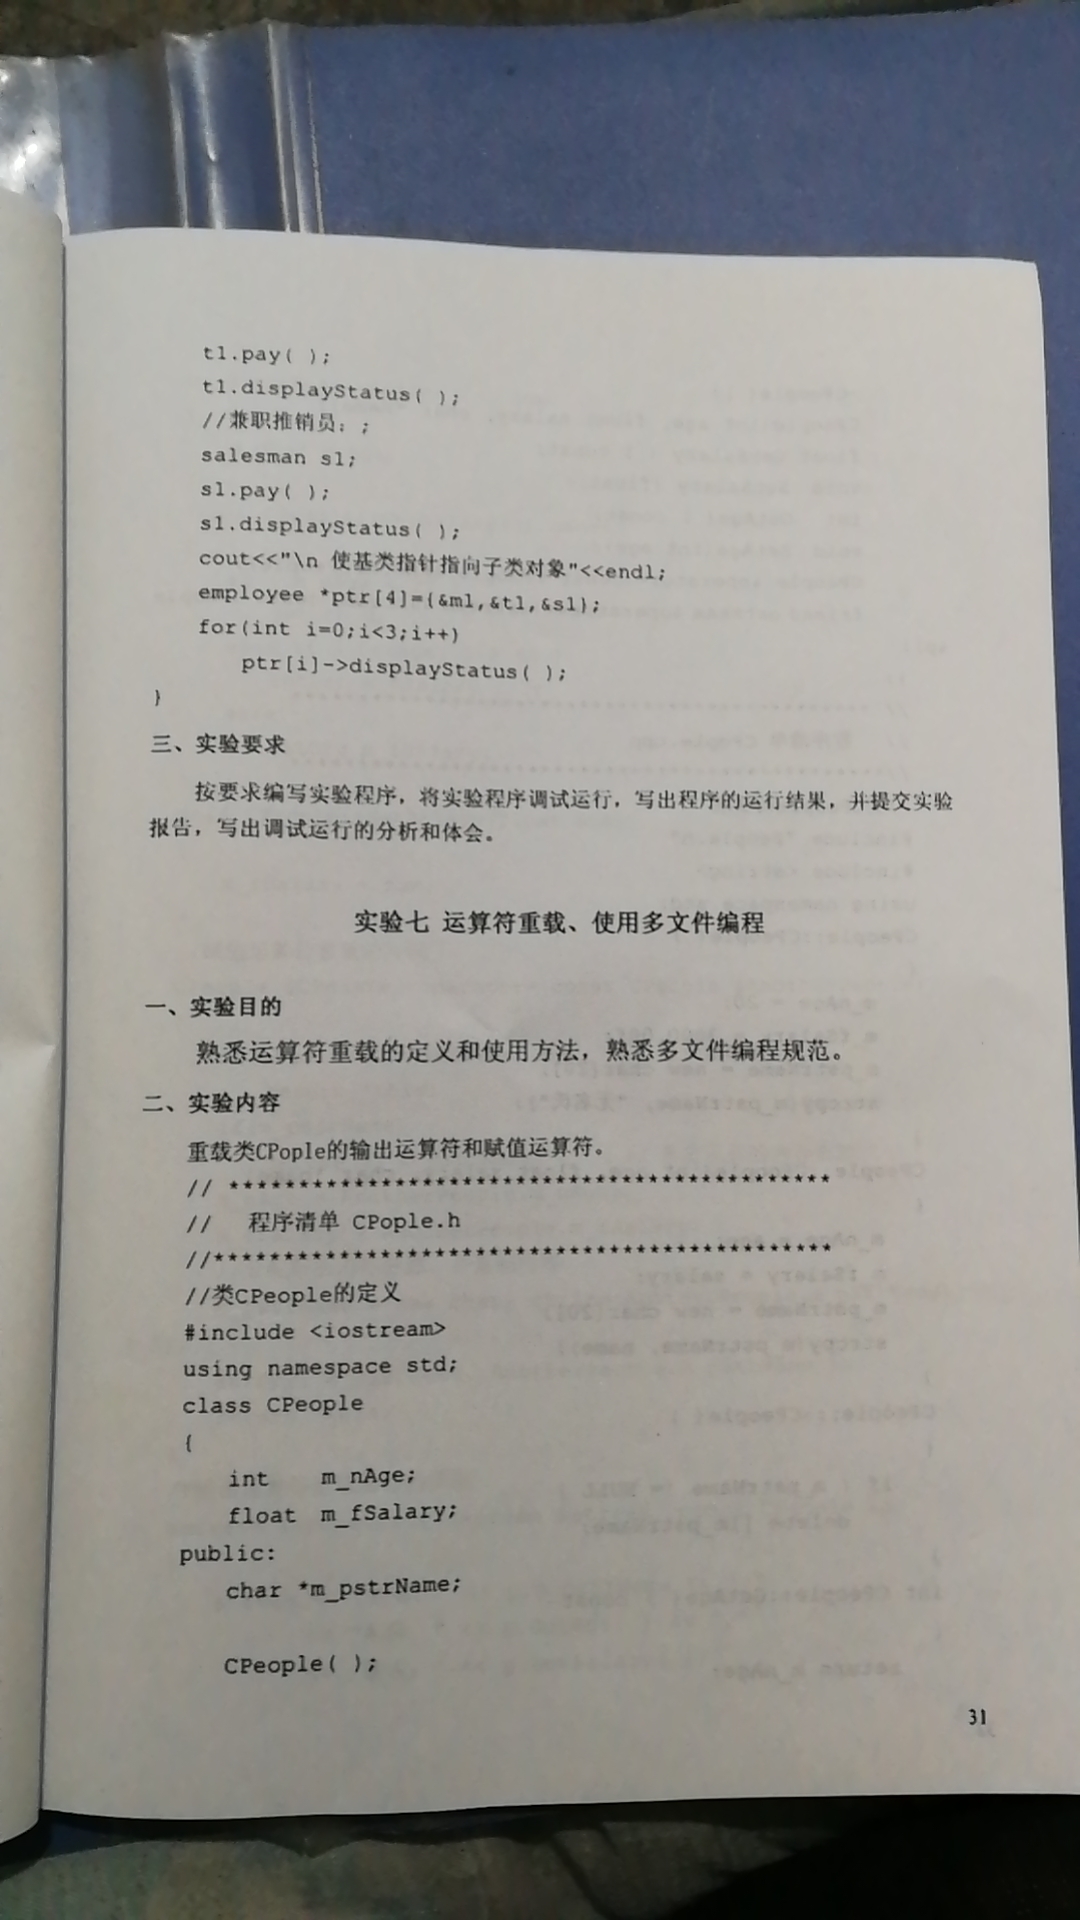 t1.pay( );
t1.displayStatus( );
//兼职推销员: ;
salesman s1;
s1.pay( );
s1.displayStatus( );
cout<<"\n 使基类指针指向子类对象"<<endl;
employee *ptr[4]={&m1,&t1,&s1};
for(int i=0;i<3;i++)
ptr[i]->displayStatus( );
}
三、实验要求
按要求编写实验程序，将实验程序调试运行，写出程序的运行结果，并提交实验
报告，写出调试运行的分析和体会。
实验七 运算符重载、使用多文件编程
一、实验目的
熟悉运算符重载的定义和使用方法，熟悉多文件编程规范。
二、实验内容
重载类CPople的输出运算符和赋值运算符。
// ***********************************************
// 程序清单 CPople.h
//************************************************
//类CPeople的定义
#include <iostream>
using namespace std;
class CPeople
{
int m_nAge;
float m_fSalary;
public:
char *m_pstrName;
CPeople( );
31